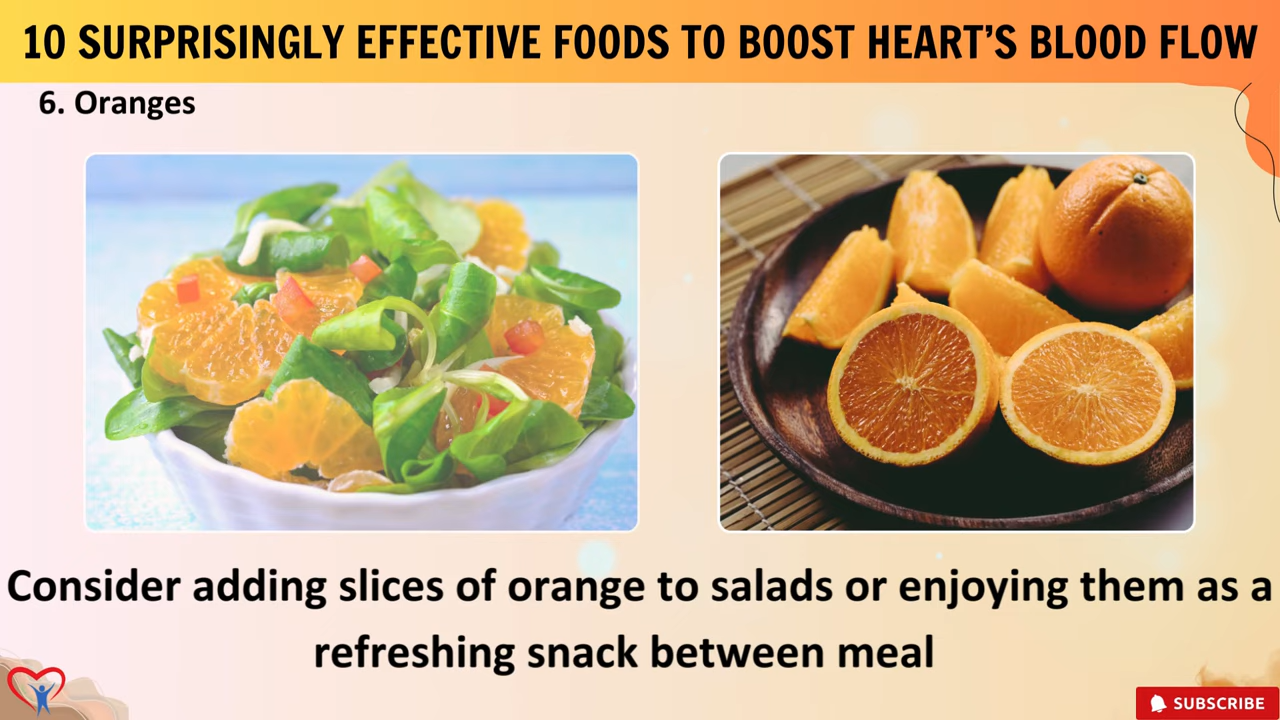 10 SURPRISINGLY EFFECTIVE FOODS TO BOOST HEART’S BLOOD FLOW
6. Oranges
Consider adding slices of orange to salads or enjoying them as a
refreshing snack between meal
SUBSCRIBE